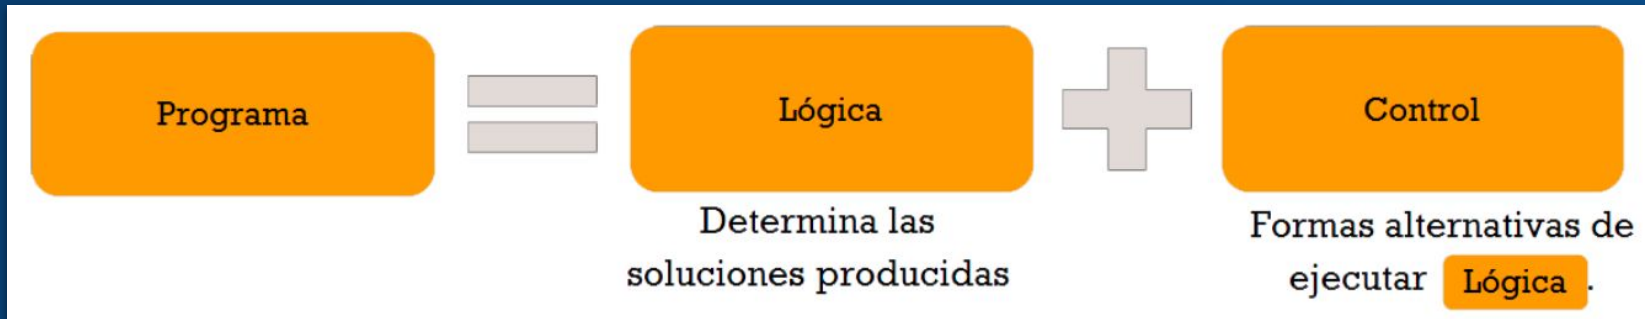 Programa
Lógica
Control
Determina las
soluciones producidas
Formas alternativas de
ejecutar Lógica.